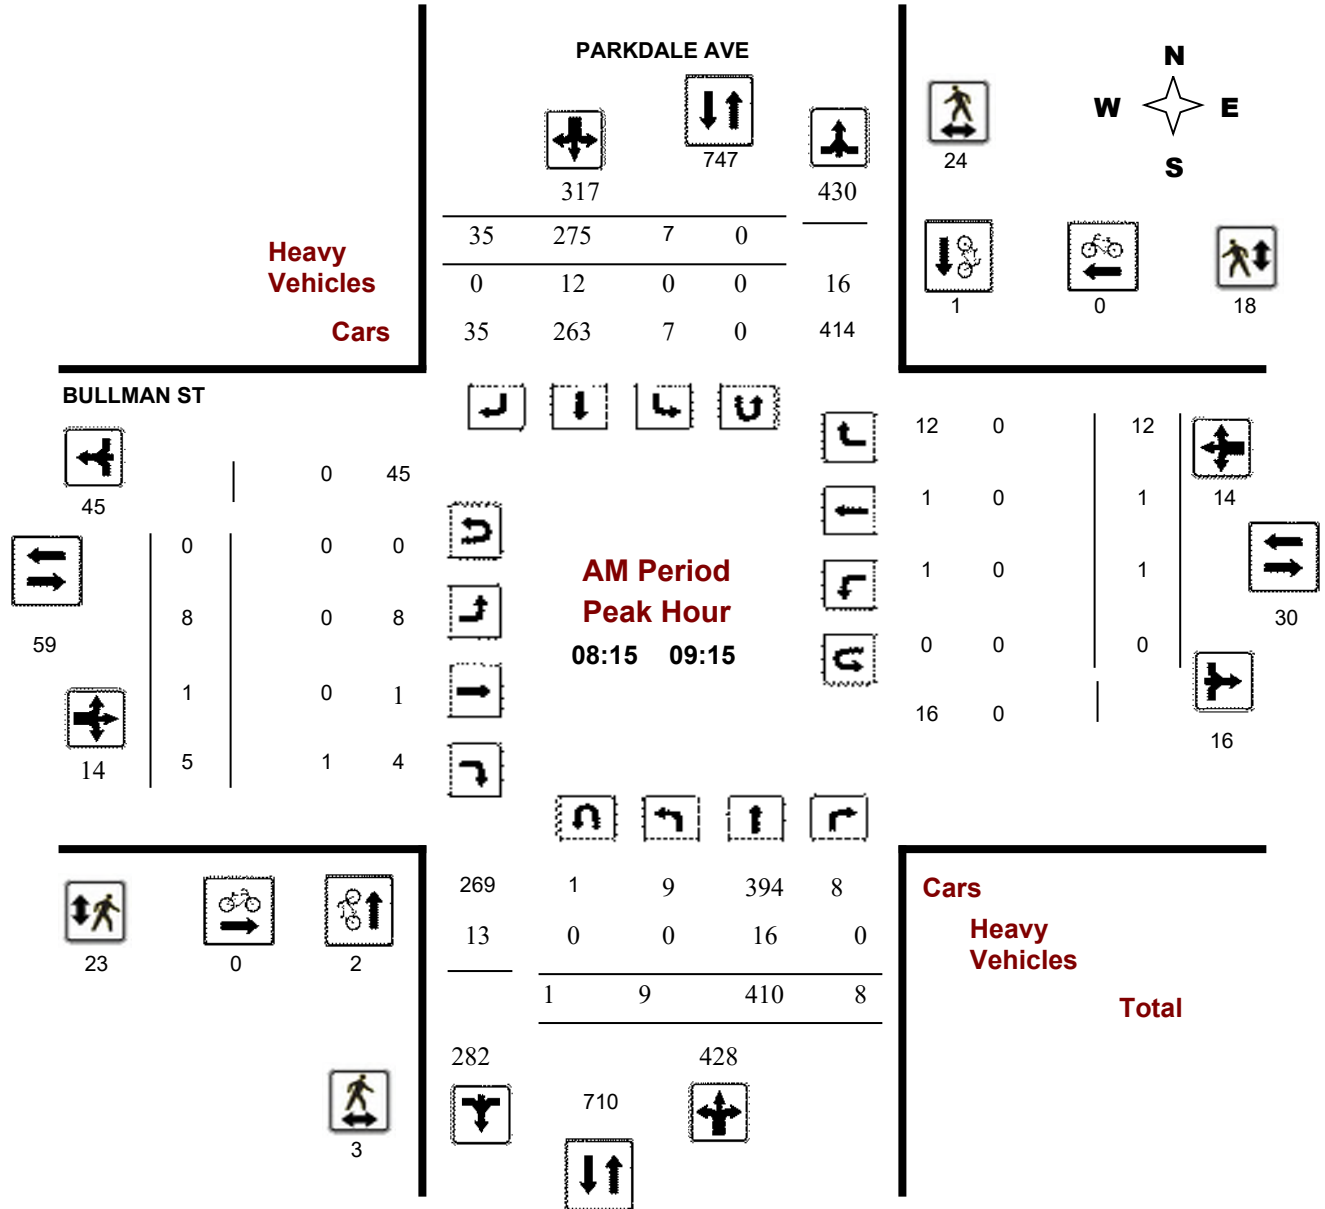 PARKDALE AVE
N
W E
S
747
24
317 430
35 275 7 0
Heavy
Vehicles
0 12 0 0 16
1 0 18
Cars
35 263 7 0 414
BULLMAN ST
12 0 12
0 45
45
1 0 1
14
0 0 0
AM Period
1 0 1
Peak Hour
8 0 8
30
59
08:15 09:15
0 0 0
1 0 1
16 0
16
14 5 1 4
269 1 9 394 8
Cars
13 0 0 16 0
Heavy
Vehicles
23 0 2
1 9 410 8
Total
282 428
710
3